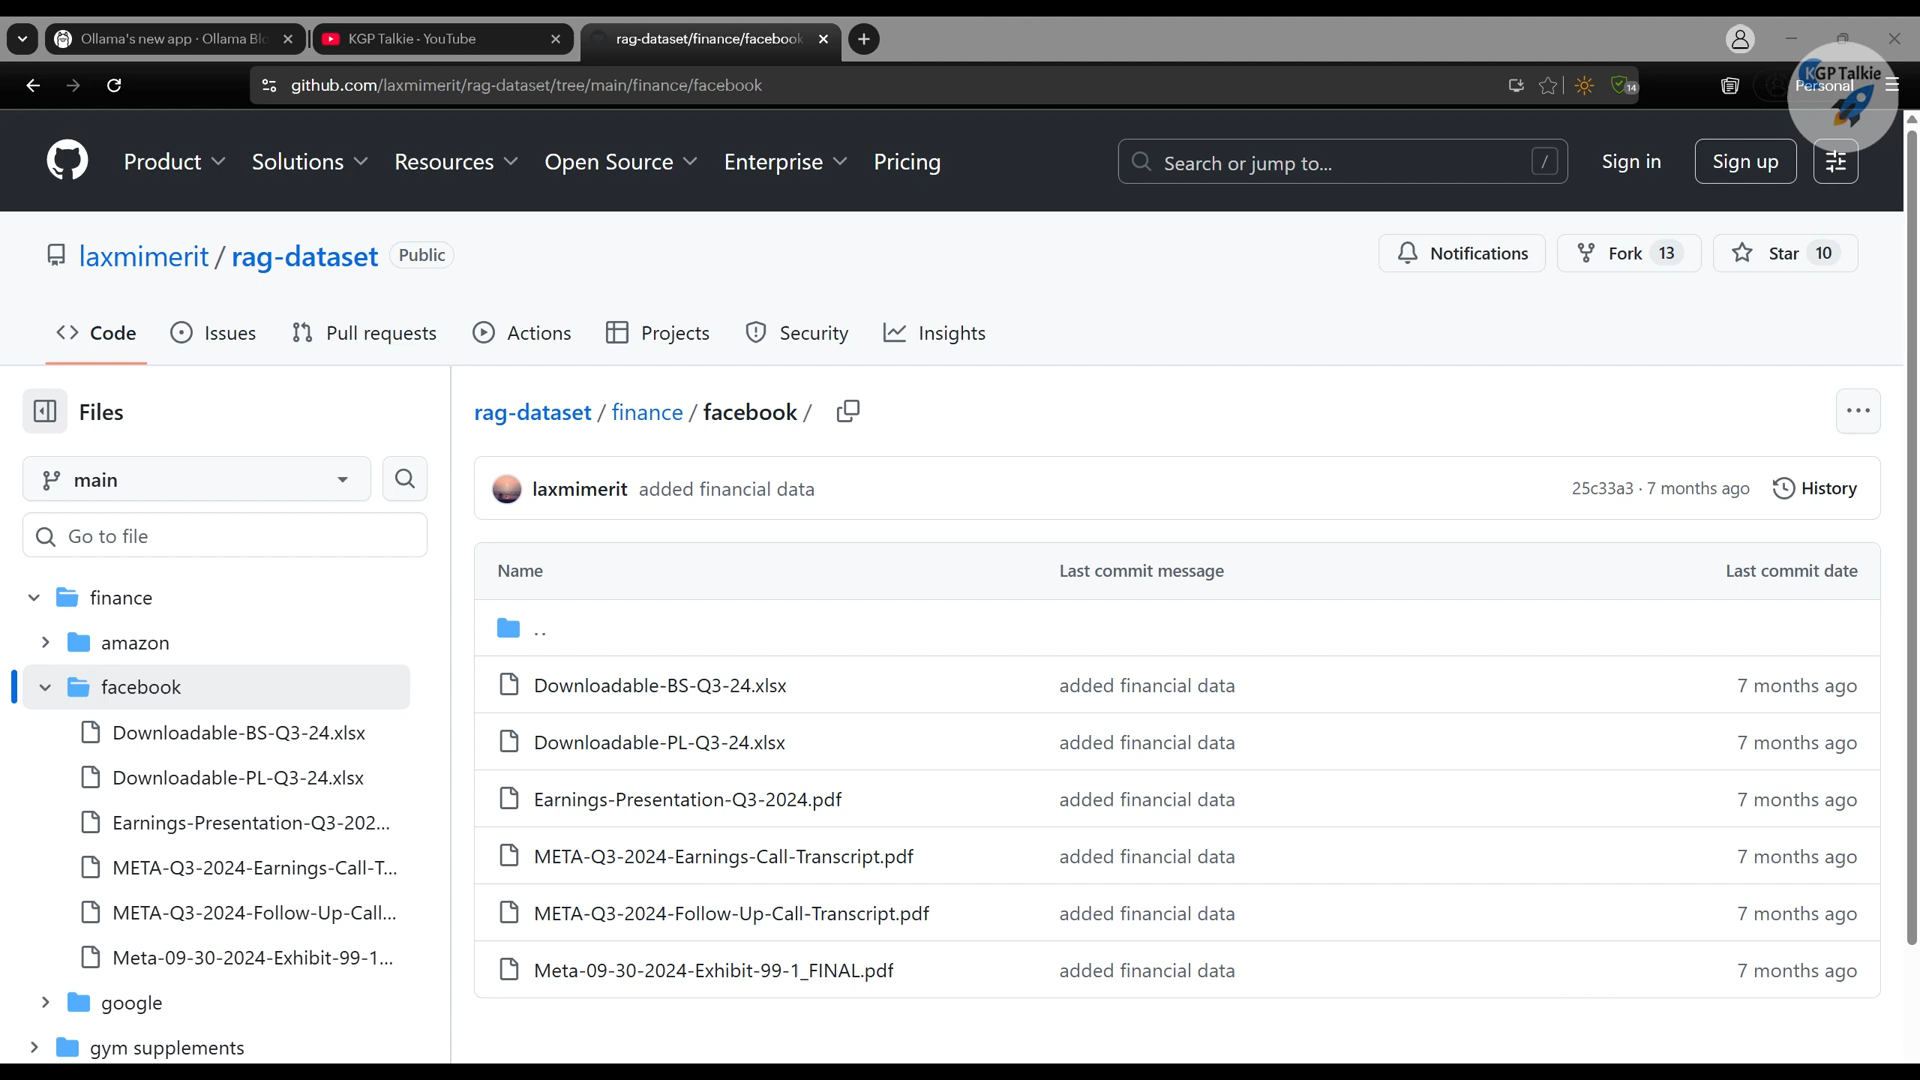 Ollama's new app · Ollama Blo
KGP Talkie - YouTube
rag-dataset/finance/facebook
github.com/laxmimerit/rag-dataset/tree/main/finance/facebook
14
Personal
KGP Talkie
Product
Solutions
Resources
Open Source
Enterprise
Pricing
Search or jump to...
/
Sign in
Sign up
laxmimerit / rag-dataset
Public
Notifications
Fork 13
Star 10
Code
Issues
Pull requests
Actions
Projects
Security
Insights
Files
main
Go to file
finance
amazon
facebook
Downloadable-BS-Q3-24.xlsx
Downloadable-PL-Q3-24.xlsx
Earnings-Presentation-Q3-202...
META-Q3-2024-Earnings-Call-T...
META-Q3-2024-Follow-Up-Call...
Meta-09-30-2024-Exhibit-99-1...
google
gym supplements
rag-dataset / finance / facebook /
laxmimerit added financial data
25c33a3 · 7 months ago
History
Name Last commit message Last commit date
..
Downloadable-BS-Q3-24.xlsx added financial data 7 months ago
Downloadable-PL-Q3-24.xlsx added financial data 7 months ago
Earnings-Presentation-Q3-2024.pdf added financial data 7 months ago
META-Q3-2024-Earnings-Call-Transcript.pdf added financial data 7 months ago
META-Q3-2024-Follow-Up-Call-Transcript.pdf added financial data 7 months ago
Meta-09-30-2024-Exhibit-99-1_FINAL.pdf added financial data 7 months ago